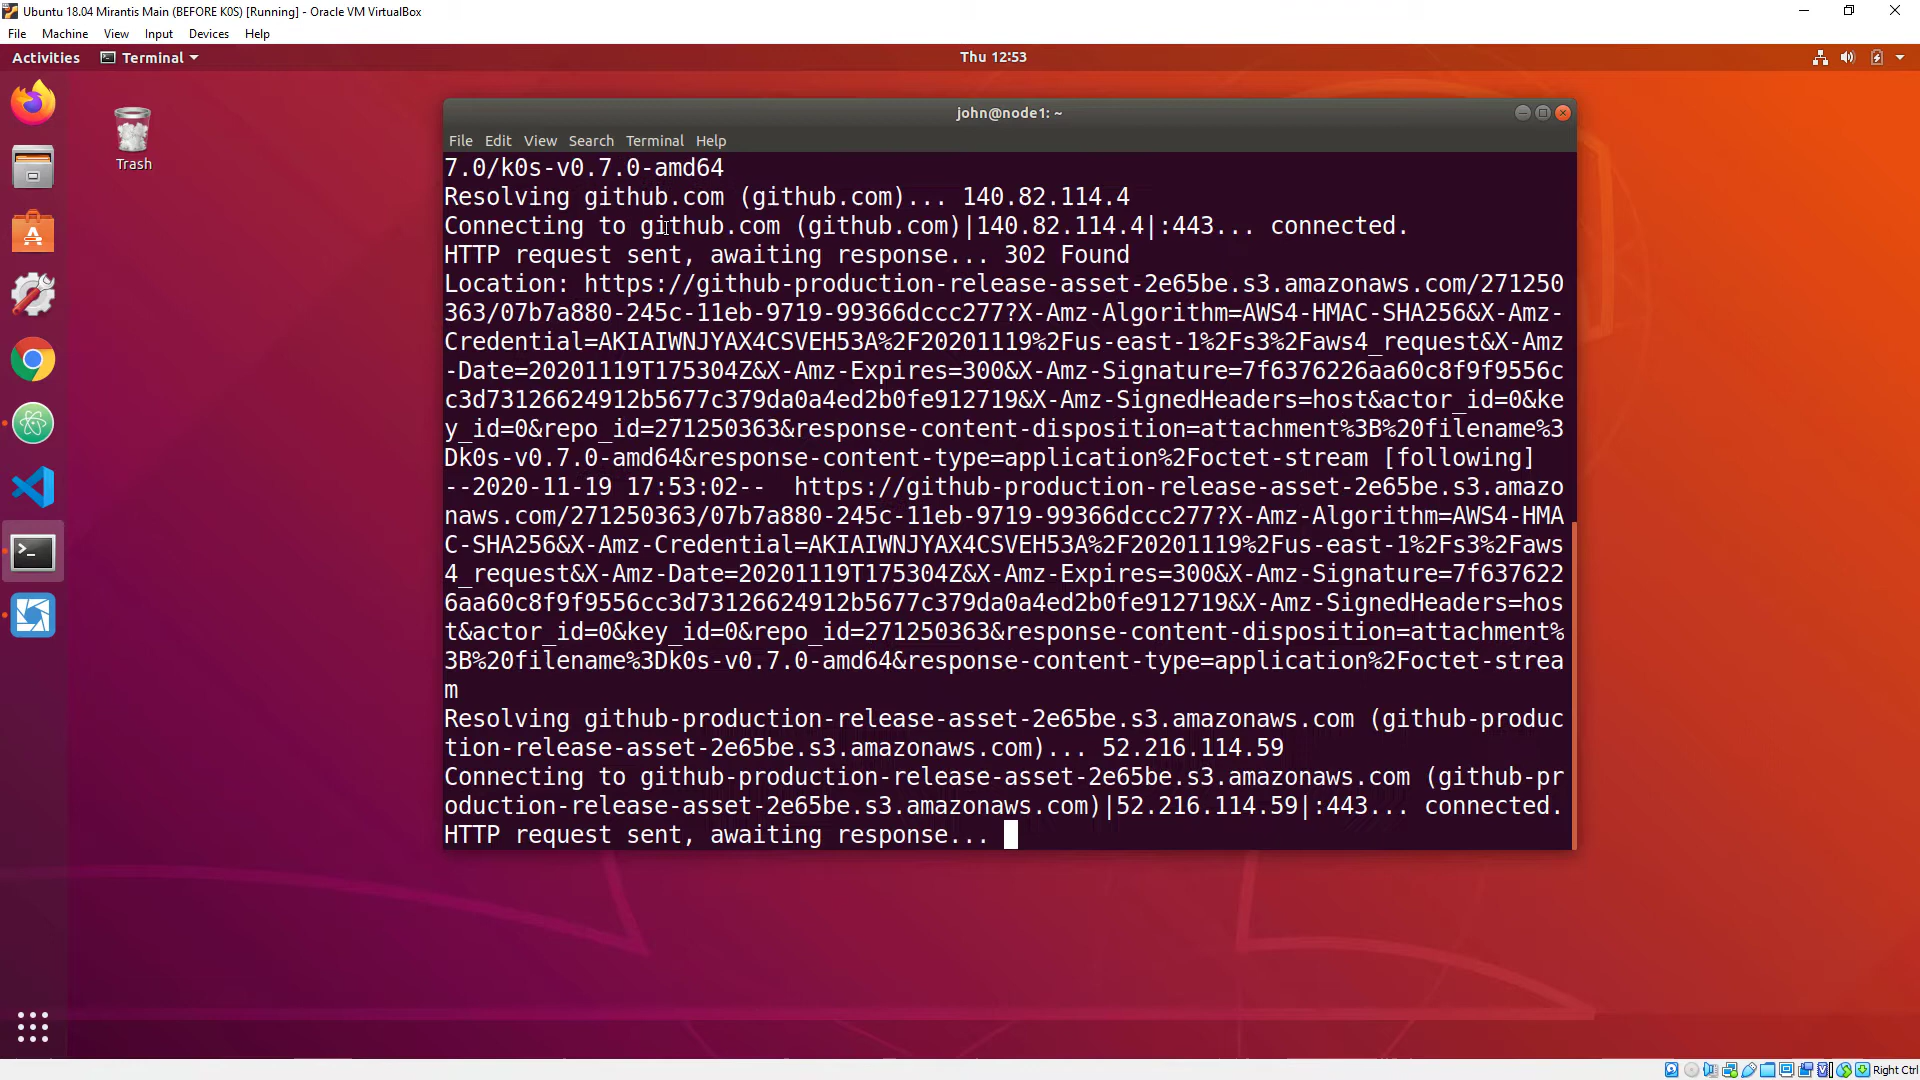 Ubuntu 18.04 Mirantis Main (BEFORE K0S) [Running] - Oracle VM VirtualBox
File Machine View Input Devices Help
Activities Terminal Thu 12:53
Trash
john@node1: ~
File Edit View Search Terminal Help
7.0/k0s-v0.7.0-amd64
Resolving github.com (github.com)... 140.82.114.4
Connecting to github.com (github.com)|140.82.114.4|:443... connected.
HTTP request sent, awaiting response... 302 Found
Location: https://github-production-release-asset-2e65be.s3.amazonaws.com/271250
363/07b7a880-245c-11eb-9719-99366dccc277?X-Amz-Algorithm=AWS4-HMAC-SHA256&X-Amz-
Credential=AKIAIWNJYAX4CSVEH53A%2F20201119%2Fus-east-1%2Fs3%2Faws4_request&X-Amz
-Date=20201119T175304Z&X-Amz-Expires=300&X-Amz-Signature=7f6376226aa60c8f9f9556c
c3d73126624912b5677c379da0a4ed2b0fe912719&X-Amz-SignedHeaders=host&actor_id=0&ke
y_id=0&repo_id=271250363&response-content-disposition=attachment%3B%20filename%3
Dk0s-v0.7.0-amd64&response-content-type=application%2Foctet-stream [following]
--2020-11-19 17:53:02--  https://github-production-release-asset-2e65be.s3.amazo
naws.com/271250363/07b7a880-245c-11eb-9719-99366dccc277?X-Amz-Algorithm=AWS4-HMA
C-SHA256&X-Amz-Credential=AKIAIWNJYAX4CSVEH53A%2F20201119%2Fus-east-1%2Fs3%2Faws
4_request&X-Amz-Date=20201119T175304Z&X-Amz-Expires=300&X-Amz-Signature=7f637622
6aa60c8f9f9556cc3d73126624912b5677c379da0a4ed2b0fe912719&X-Amz-SignedHeaders=hos
t&actor_id=0&key_id=0&repo_id=271250363&response-content-disposition=attachment%
3B%20filename%3Dk0s-v0.7.0-amd64&response-content-type=application%2Foctet-strea
m
Resolving github-production-release-asset-2e65be.s3.amazonaws.com (github-produc
tion-release-asset-2e65be.s3.amazonaws.com)... 52.216.114.59
Connecting to github-production-release-asset-2e65be.s3.amazonaws.com (github-pr
oduction-release-asset-2e65be.s3.amazonaws.com)|52.216.114.59|:443... connected.
HTTP request sent, awaiting response...
Right Ctrl